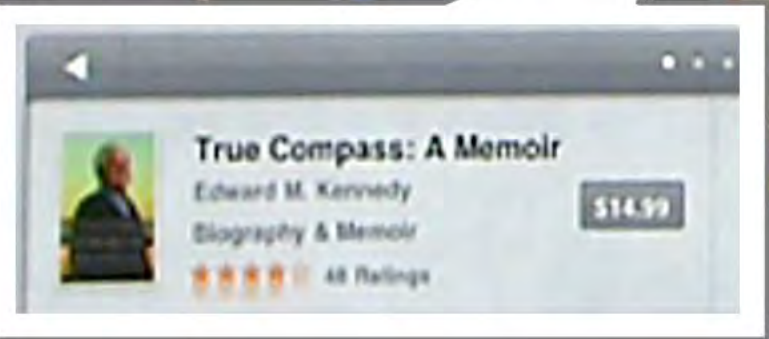 True Compass: A Memoir
Edward M. Kennedy
$14.99
Biography & Memoir
48 Ratings